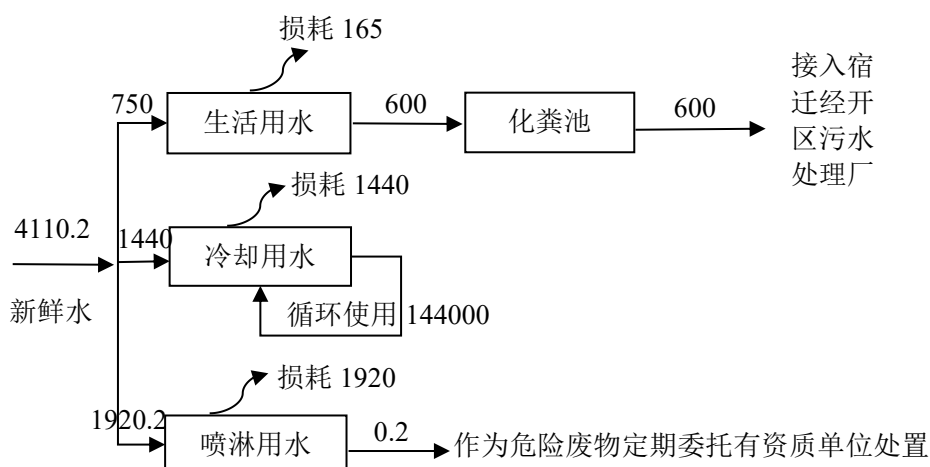 损耗 165
750
生活用水
600
化粪池
600
接入宿
迁经开
区污水
处理厂
损耗 1440
4110.2
1440
冷却用水
新鲜水
循环使用 144000
损耗 1920
1920.2
喷淋用水
0.2
作为危险废物定期委托有资质单位处置